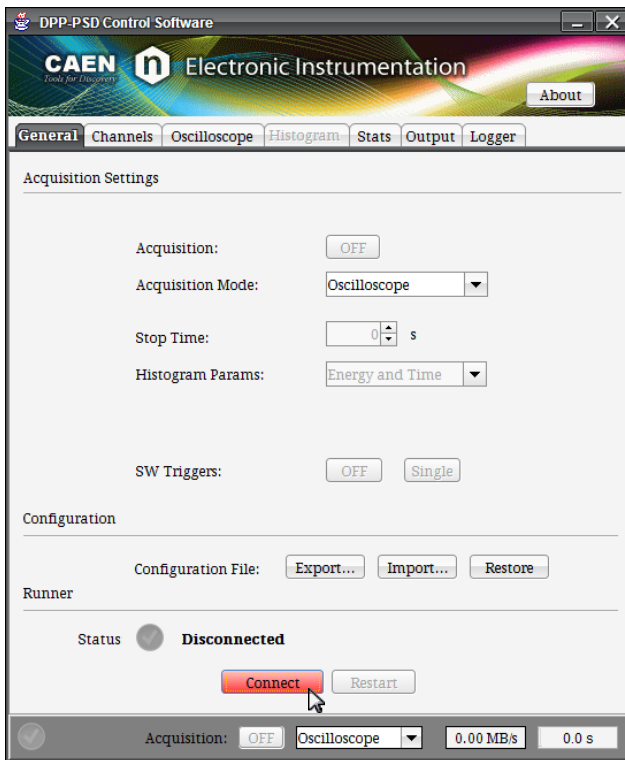 DPP-PSD Control Software
CAEN n Electronic Instrumentation
Tools for Discovery
About
General Channels Oscilloscope Histogram Stats Output Logger
Acquisition Settings
Acquisition: OFF
Acquisition Mode: Oscilloscope
Stop Time: 0 s
Histogram Params: Energy and Time
SW Triggers: OFF Single
Configuration
Configuration File: Export... Import... Restore
Runner
Status Disconnected
Connect Restart
Acquisition: OFF Oscilloscope 0.00 MB/s 0.0 s